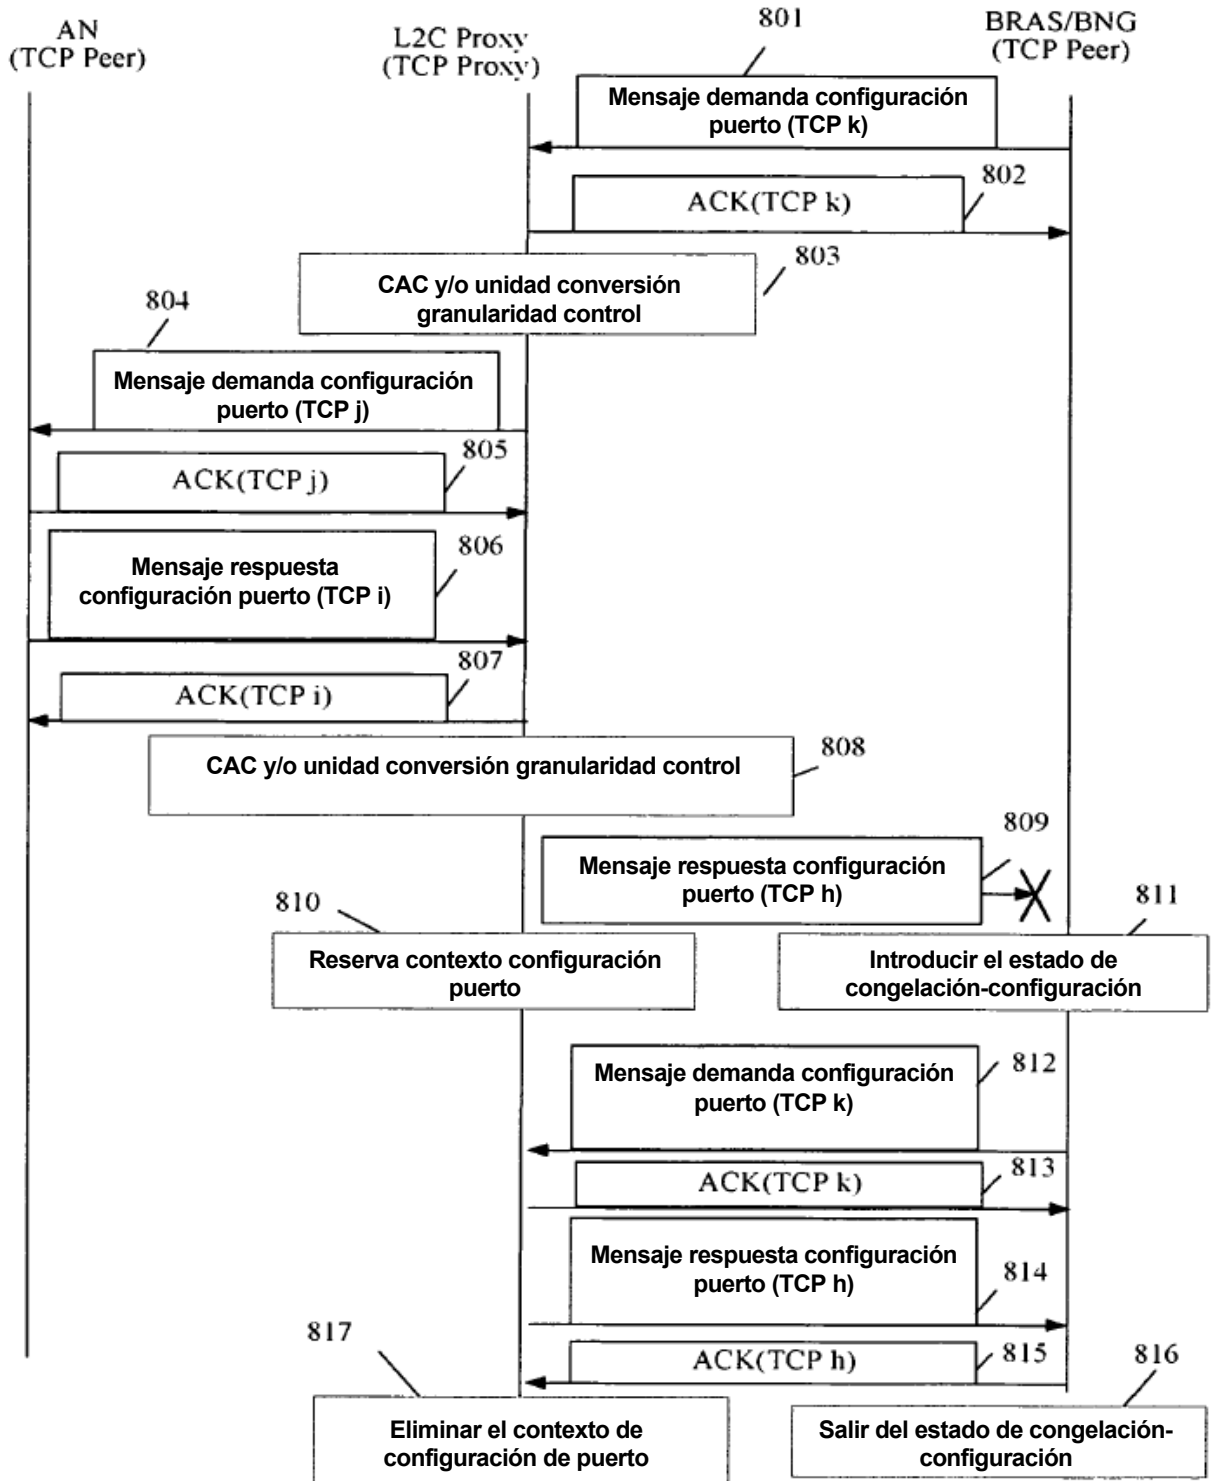 AN
(TCP Peer)
L2C Proxy
(TCP Proxy)
801
BRAS/BNG
(TCP Peer)
Mensaje demanda configuración
puerto (TCP k)
802
ACK(TCP k)
803
CAC y/o unidad conversión
granularidad control
804
Mensaje demanda configuración
puerto (TCP j)
805
ACK(TCP j)
806
Mensaje respuesta
configuración puerto (TCP i)
807
ACK(TCP i)
808
CAC y/o unidad conversión granularidad control
809
Mensaje respuesta configuración
puerto (TCP h)
810
811
Reserva contexto configuración
puerto
Introducir el estado de
congelación-configuración
812
Mensaje demanda configuración
puerto (TCP k)
813
ACK(TCP k)
Mensaje respuesta configuración
puerto (TCP h)
814
817
ACK(TCP h)
815
816
Eliminar el contexto de
configuración de puerto
Salir del estado de congelación-
configuración